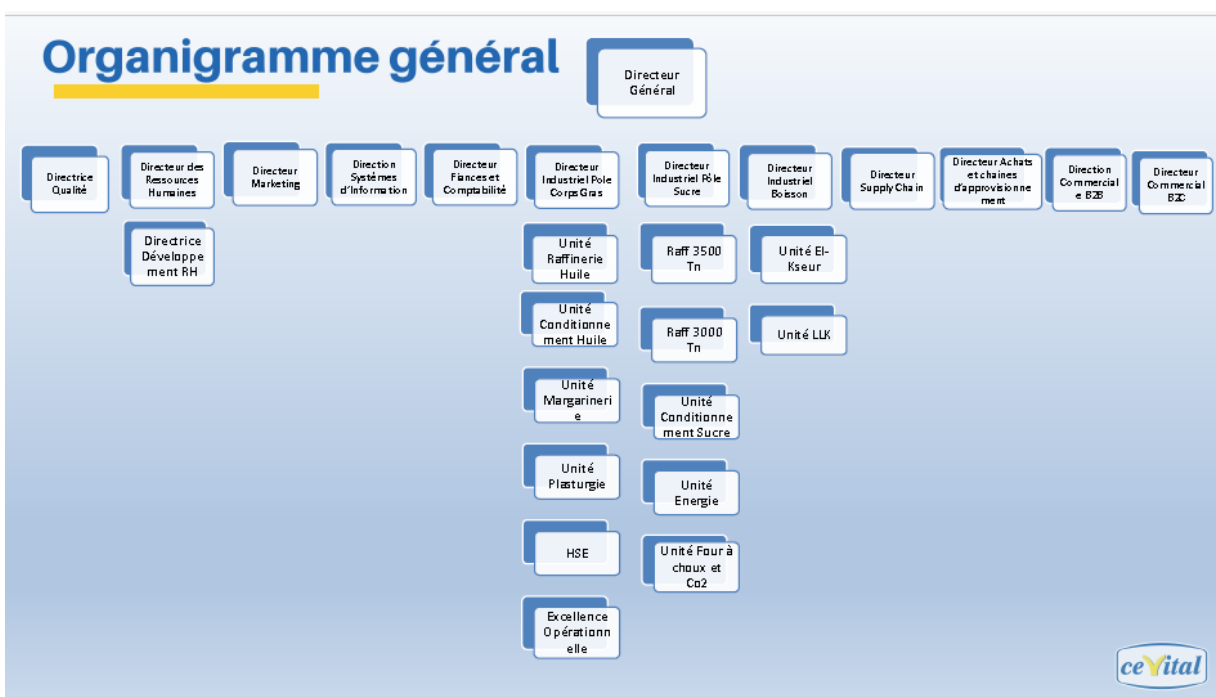 Organigramme général
Directeur
Général
Directrice
Qualité
Directeur des
Ressources
Humaines
Directeur
Marketing
Direction
Systèmes
d'Information
Directeur
Fiances et
Comptabilité
Directeur
Industriel Pole
Corps Gras
Directeur
Industriel Pôle
Sucre
Directeur
Industriel
Boisson
Directeur
Supply Chain
Directeur Achats
et chaines
d'approvisionne
ment
Direction
Commercial
e B2B
Directeur
Commercial
B2C
Directrice
Développe
ment RH
Unité
Raffinerie
Huile
Raff 3500
Tn
Unité El-
Kseur
Unité
Conditionne
ment Huile
Raff 3000
Tn
Unité LLK
Unité
Margarineri
e
Unité
Conditionne
ment Sucre
Unité
Plasturgie
Unité
Energie
HSE
Unité Four à
choux et
Co2
Excellence
Opérationn
elle
cevital